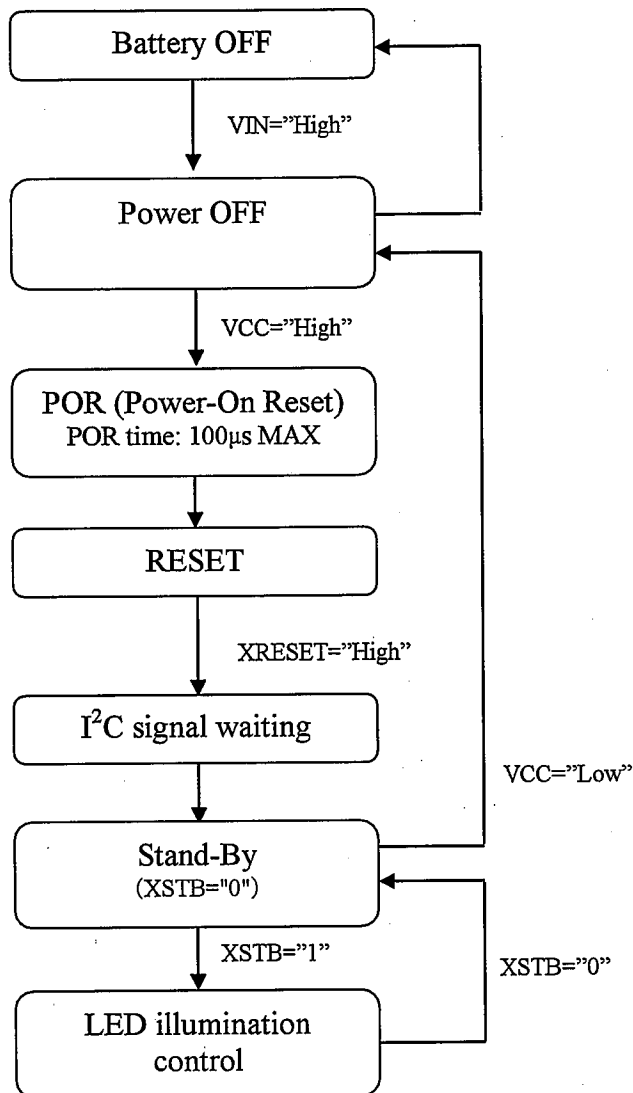 Battery OFF
VIN=”High”
Power OFF
VCC=”High”
POR (Power-On Reset)
POR time: 100μs MAX
RESET
XRESET=”High”
I²C signal waiting
VCC=”Low”
Stand-By
(XSTB="0")
XSTB=”1”
XSTB=”0”
LED illumination
control